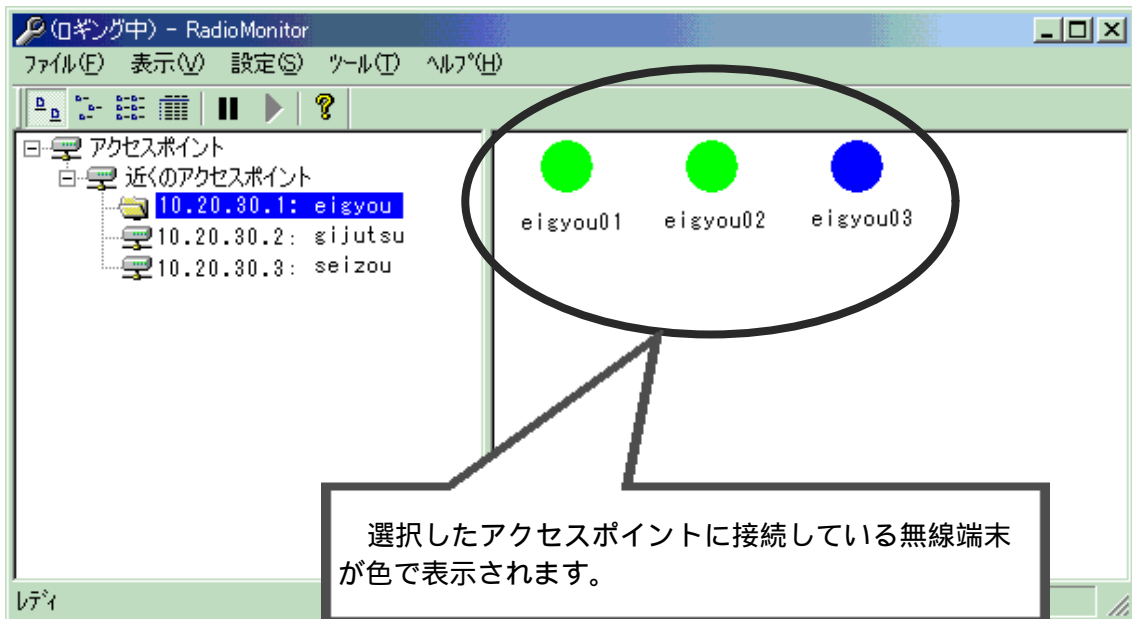 (ロギング中) - RadioMonitor
ファイル(F) 表示(V) 設定(S) ツール(T) ヘルプ(H)
アクセスポイント
近くのアクセスポイント
10.20.30.1: eigyou
10.20.30.2: gijutsu
10.20.30.3: seizou
eigyou01 eigyou02 eigyou03
選択したアクセスポイントに接続している無線端末
が色で表示されます。
レディ